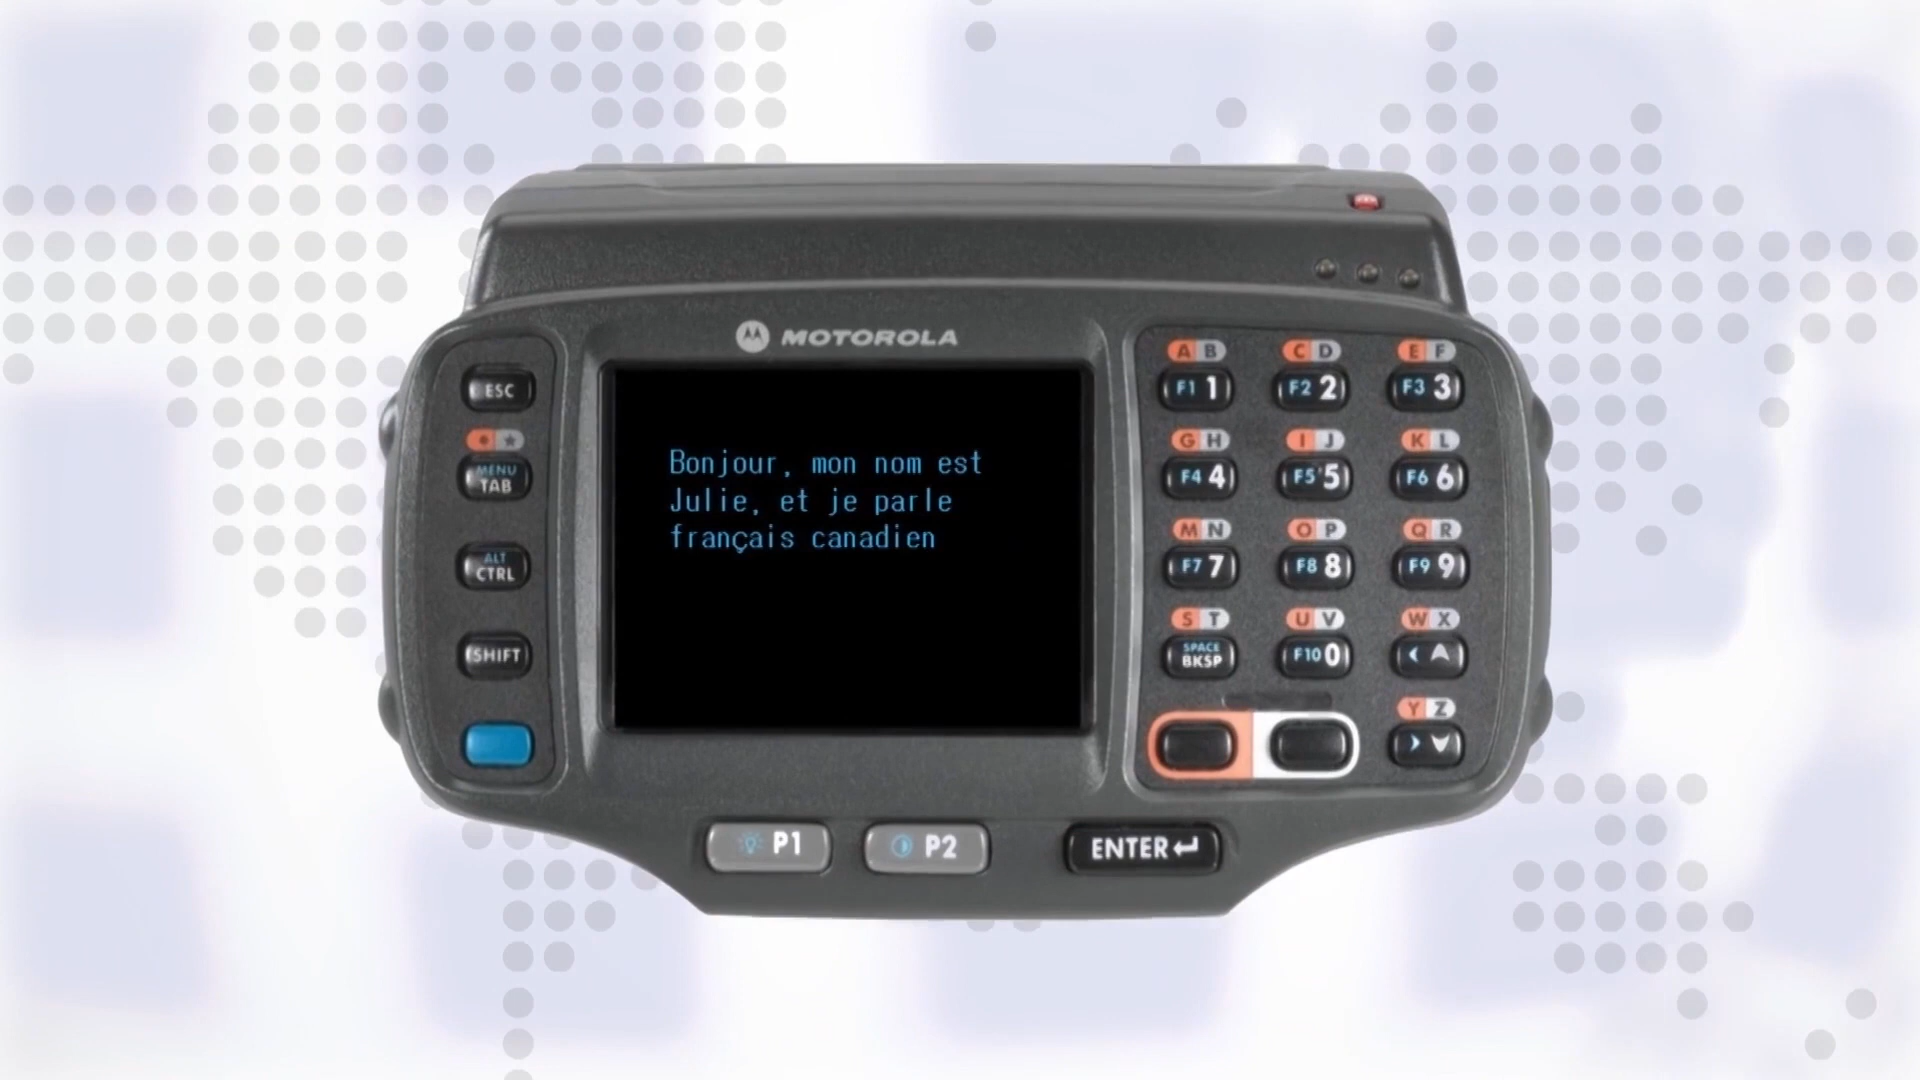 MOTOROLA
Bonjour, mon nom est
Julie, et je parle
français canadien
ESC
MENU
TAB
ALT
CTRL
SHIFT
A B C D E F
F1 1 F2 2 F3 3
G H I J K L
F4 4 F5 5 F6 6
M N O P Q R
F7 7 F8 8 F9 9
S T U V W X
SPACE
BKSP
F10 0
Y Z
P1 P2 ENTER